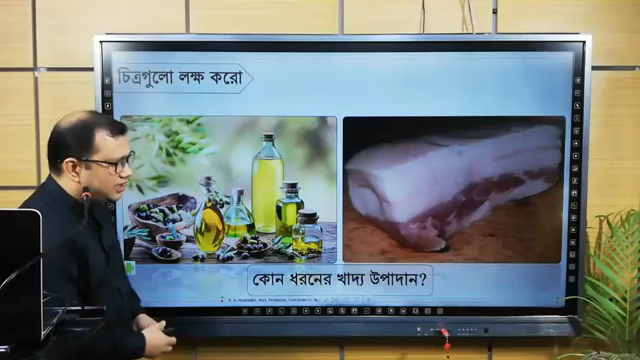 চিত্রগুলো লক্ষ করো
কোন ধরনের খাদ্য উপাদান?